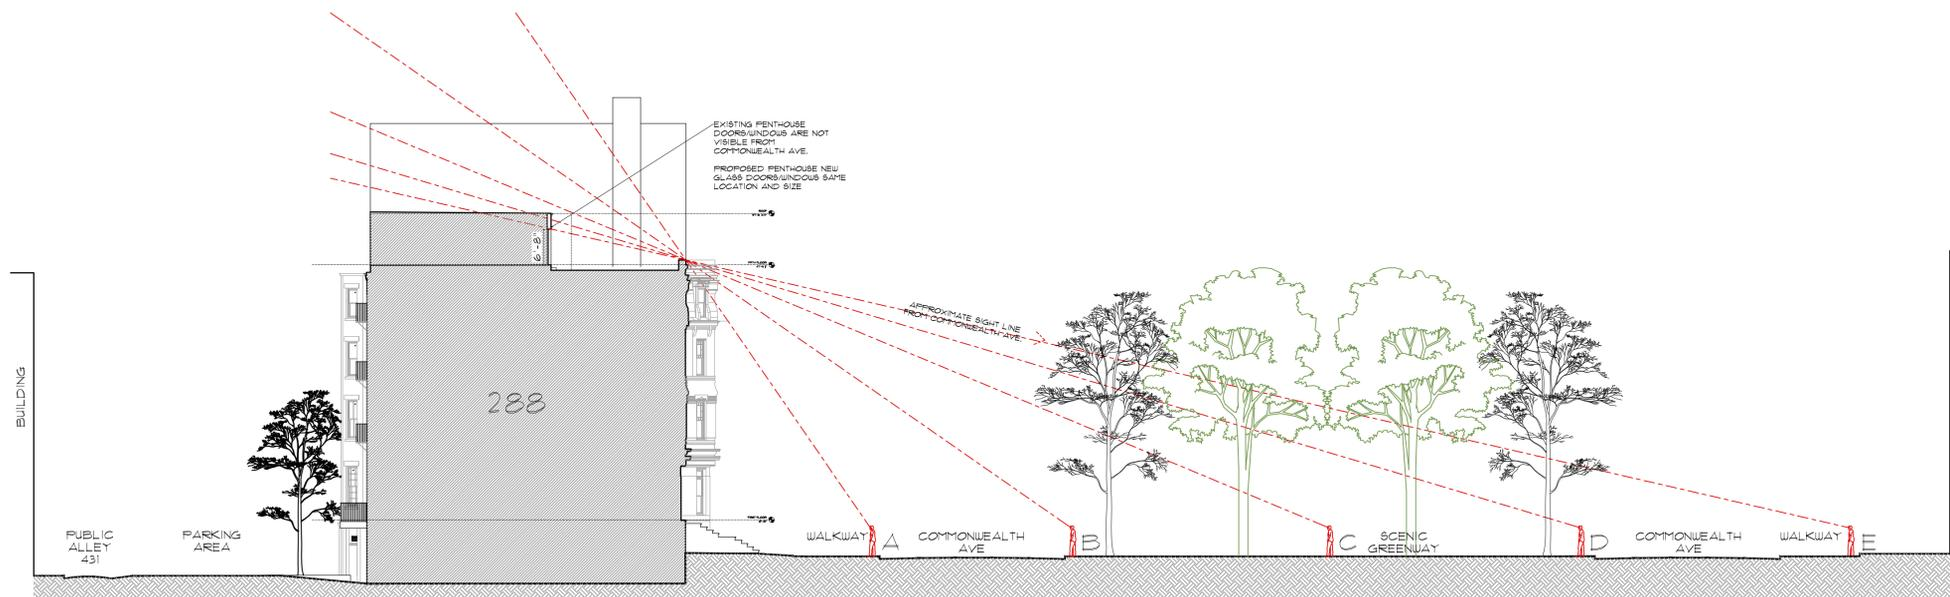 EXISTING PENTHOUSE
DOORS/WINDOWS ARE NOT
VISIBLE FROM
COMMONWEALTH AVE.
PROPOSED PENTHOUSE NEW
GLASS DOORS/WINDOWS SAME
LOCATION AND SIZE
6'-8"
APPROXIMATE SIGHT LINE
FROM COMMONWEALTH AVE.
BUILDING
288
PUBLIC
ALLEY
431
PARKING
AREA
WALKWAY
A
COMMONWEALTH
AVE
B
C
SCENIC
GREENWAY
D
COMMONWEALTH
AVE
WALKWAY
E